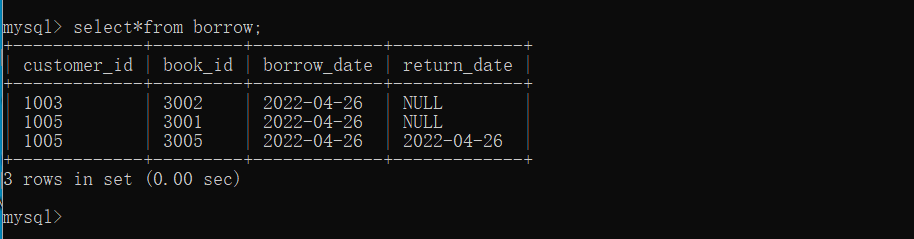 mysql> select*from borrow;
+-------------+---------+-------------+-------------+
| customer_id | book_id | borrow_date | return_date |
+-------------+---------+-------------+-------------+
| 1003        | 3002    | 2022-04-26  | NULL        |
| 1005        | 3001    | 2022-04-26  | NULL        |
| 1005        | 3005    | 2022-04-26  | 2022-04-26  |
+-------------+---------+-------------+-------------+
3 rows in set (0.00 sec)
mysql>